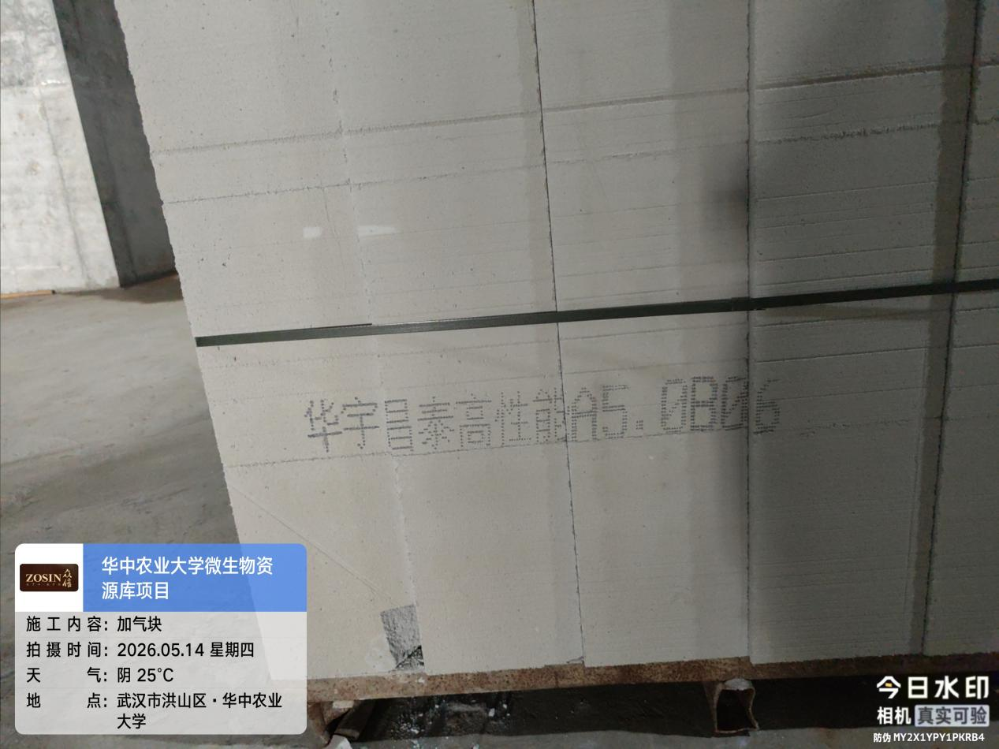 华宇昌泰高性能A5.0B06
ZOSIN 众信
华中农业大学微生物资
源库项目
施工内容：加气块
拍摄时间：2026.05.14 星期四
天气：阴 25℃
地点：武汉市洪山区·华中农业
大学
今日水印
相机 真实可验
防伪 MY2X1YPY1PKRB4